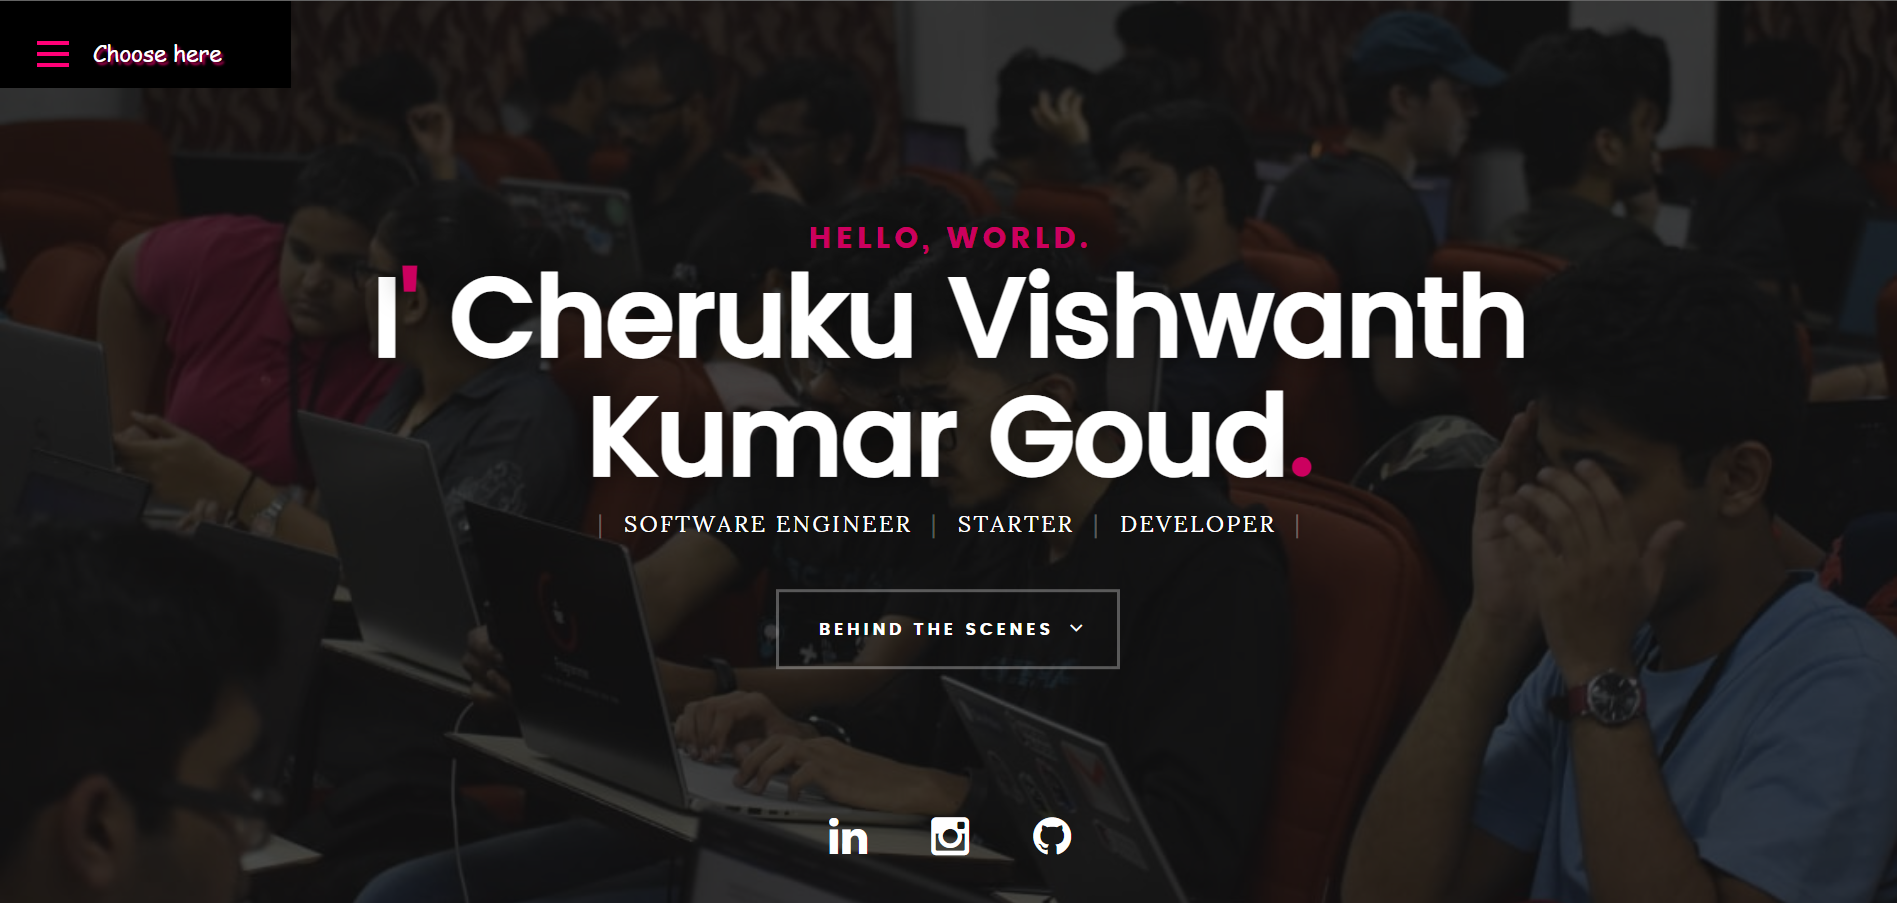 Choose here
HELLO, WORLD.
I' Cheruku Vishwanth
Kumar Goud.
| SOFTWARE ENGINEER | STARTER | DEVELOPER |
BEHIND THE SCENES
in